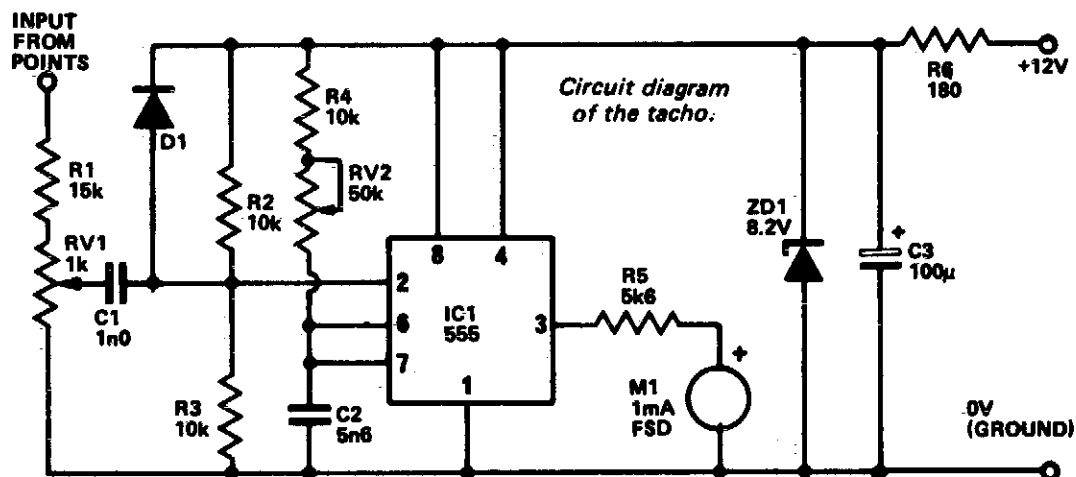 INPUT
FROM
POINTS
R1
15k
RV1
1k
C1
1n0
D1
R2
10k
R3
10k
R4
10k
RV2
50k
C2
5n6
8
4
2
6
7
3
1
IC1
555
Circuit diagram
of the tacho.
R5
5k6
+
M1
1mA
FSD
ZD1
8.2V
+
C3
100μ
R6
180
+12V
0V
(GROUND)